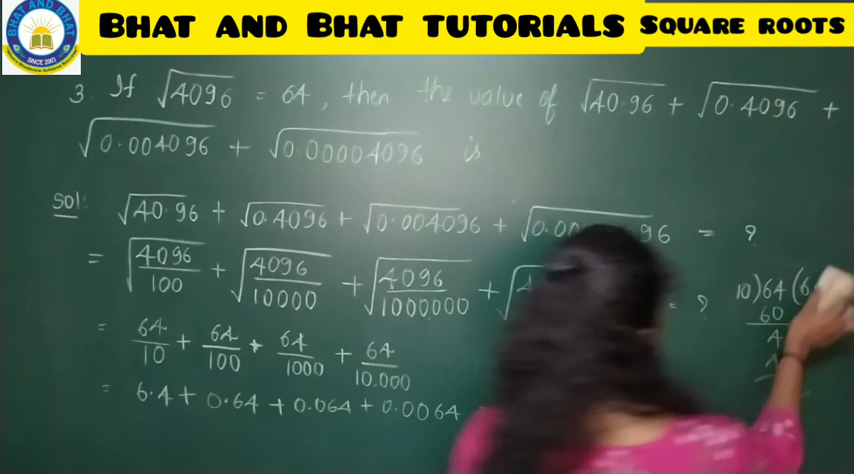 BHAT AND BHAT TUTORIALS SQUARE ROOTS
BHAT AND BHAT
SINCE 2003
3. If √4096 = 64, then the value of √40.96 + √0.4096 +
√0.004096 + √0.00004096 is
Sol:
√40.96 + √0.4096 + √0.004096 + √0.00 96 = ?
= √4096/100 + √4096/10000 + √4096/1000000 + √4 = ?
= 64/10 + 64/100 + 64/1000 + 64/10.000
= 6.4 + 0.64 + 0.064 + 0.0064
10)64(6
60
4